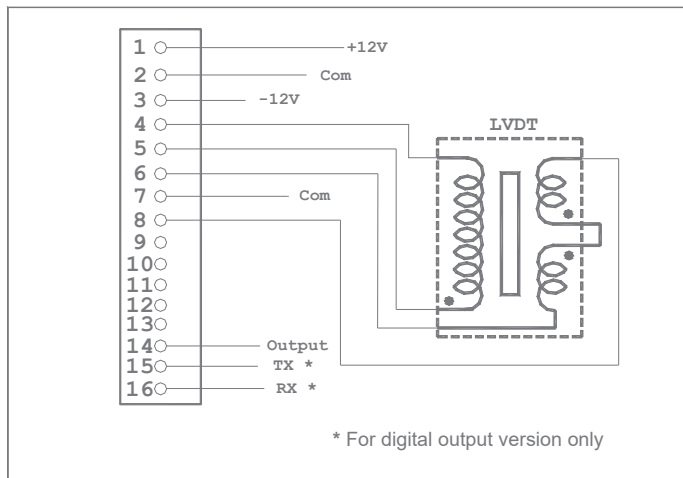 1 +12V
2 Com
3 -12V
4
LVDT
5
6
7 Com
8
9
10
11
12
13
14 Output
15 TX *
16 RX *
* For digital output version only